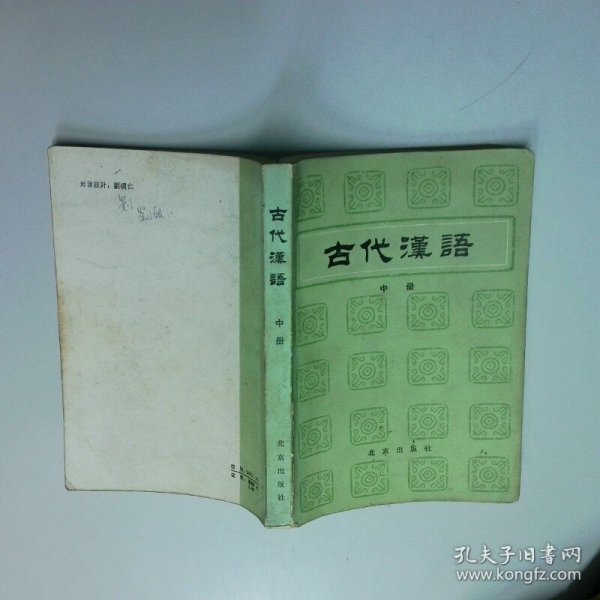 封面設計：劉碩仁
古代漢語
中册
北京出版社
古代漢語
中册
北京出版社
孔夫子旧书网
www.kongfz.com